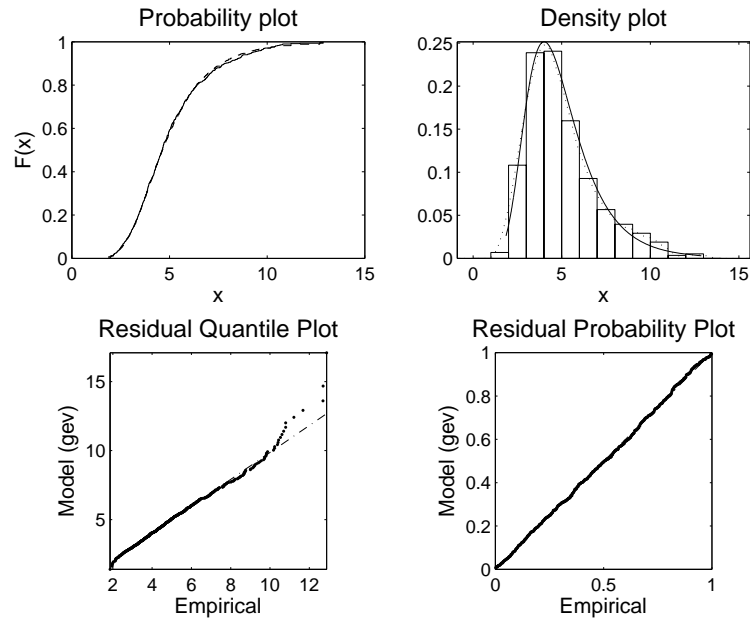 Probability plot
1
0.8
0.6
0.4
0.2
0
F(x)
0 5 10 15
x
Density plot
0.25
0.2
0.15
0.1
0.05
0
0 5 10 15
x
Residual Quantile Plot
15
10
5
Model (gev)
2 4 6 8 10 12
Empirical
Residual Probability Plot
1
0.8
0.6
0.4
0.2
0
Model (gev)
0 0.5 1
Empirical